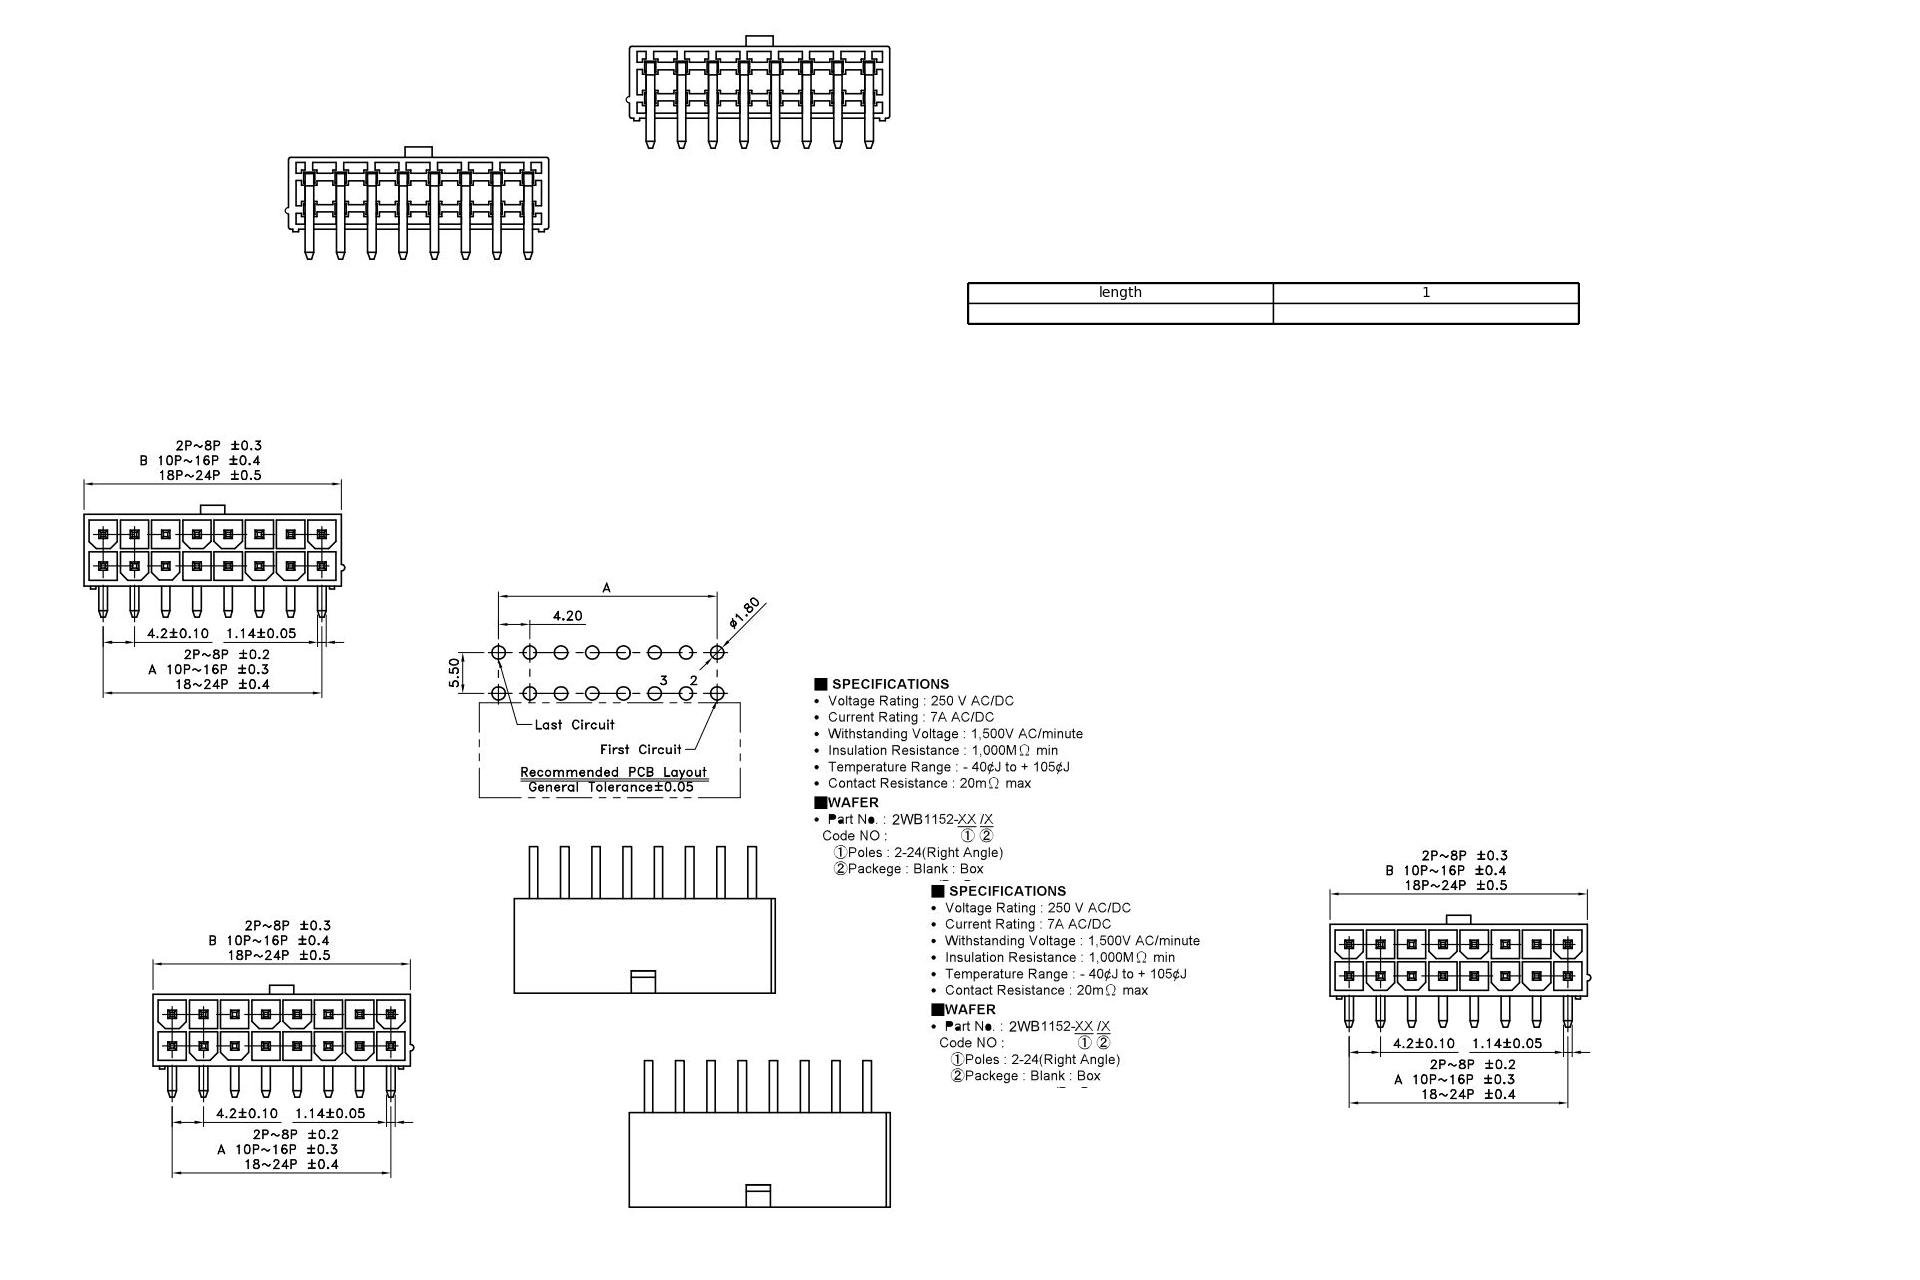 length 1
2P~8P ±0.3
B 10P~16P ±0.4
18P~24P ±0.5
4.2±0.10 1.14±0.05
2P~8P ±0.2
A 10P~16P ±0.3
18~24P ±0.4
A
4.20
ø1.80
5.50
3 2
Last Circuit
First Circuit
Recommended PCB Layout
General Tolerance±0.05
■ SPECIFICATIONS
• Voltage Rating : 250 V AC/DC
• Current Rating : 7A AC/DC
• Withstanding Voltage : 1,500V AC/minute
• Insulation Resistance : 1,000MΩ min
• Temperature Range : - 40¢J to + 105¢J
• Contact Resistance : 20mΩ max
■WAFER
• Part No. : 2WB1152-XX /X
Code NO : ① ②
①Poles : 2-24(Right Angle)
②Packege : Blank : Box
■ SPECIFICATIONS
• Voltage Rating : 250 V AC/DC
• Current Rating : 7A AC/DC
• Withstanding Voltage : 1,500V AC/minute
• Insulation Resistance : 1,000MΩ min
• Temperature Range : - 40¢J to + 105¢J
• Contact Resistance : 20mΩ max
■WAFER
• Part No. : 2WB1152-XX /X
Code NO : ① ②
①Poles : 2-24(Right Angle)
②Packege : Blank : Box
2P~8P ±0.3
B 10P~16P ±0.4
18P~24P ±0.5
4.2±0.10 1.14±0.05
2P~8P ±0.2
A 10P~16P ±0.3
18~24P ±0.4
2P~8P ±0.3
B 10P~16P ±0.4
18P~24P ±0.5
4.2±0.10 1.14±0.05
2P~8P ±0.2
A 10P~16P ±0.3
18~24P ±0.4